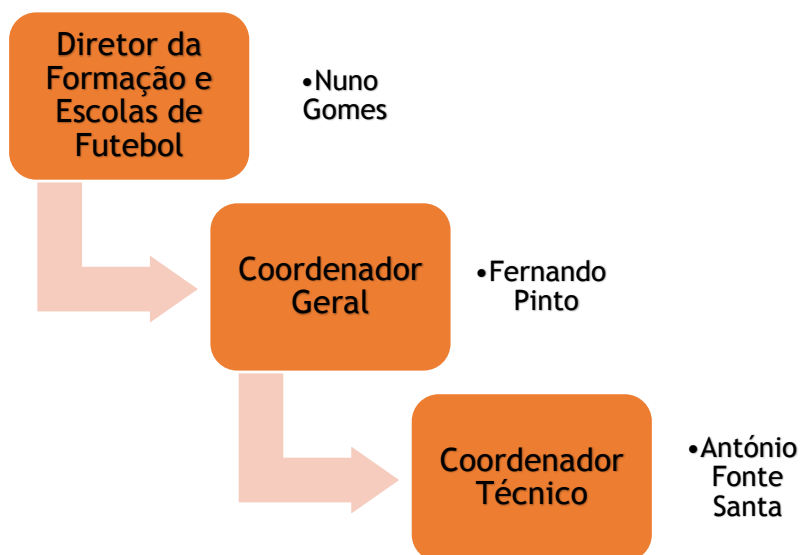 Diretor da
Formação e
Escolas de
Futebol
•Nuno
Gomes
Coordenador
Geral
•Fernando
Pinto
Coordenador
Técnico
•António
Fonte
Santa